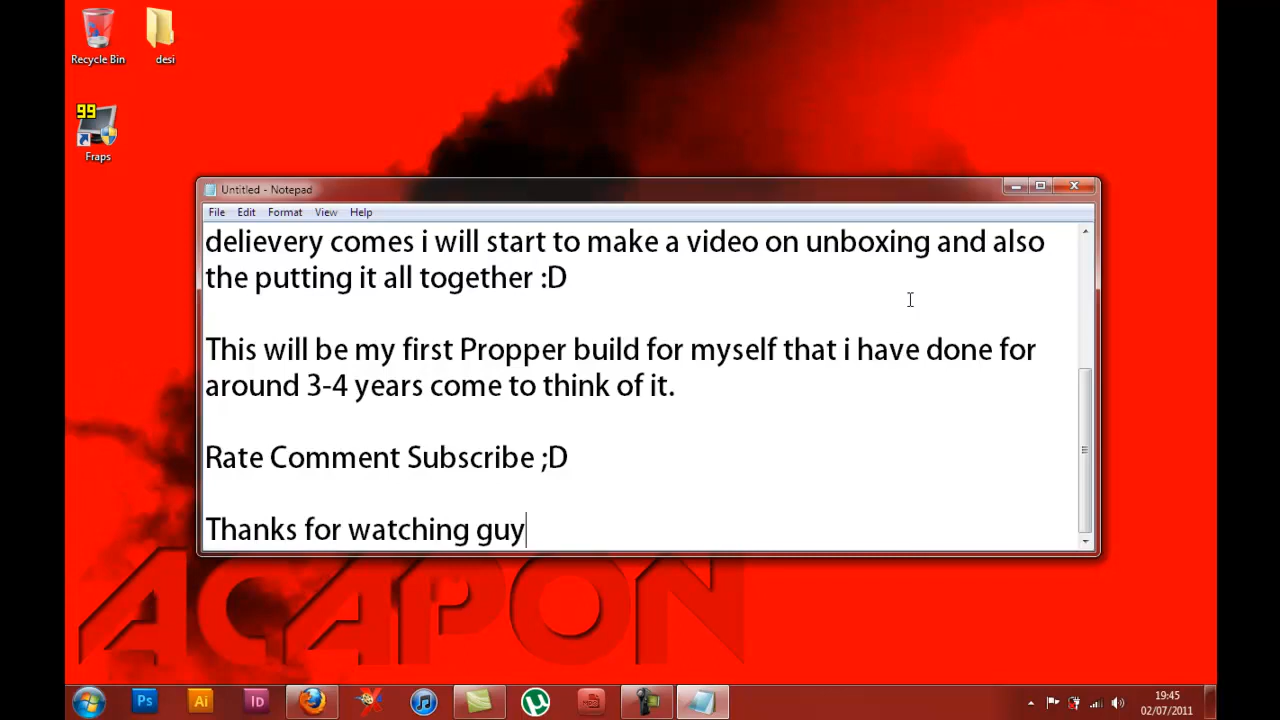 Recycle Bin
desi
99
Fraps
Untitled - Notepad
File Edit Format View Help
delievery comes i will start to make a video on unboxing and also
the putting it all together :D
This will be my first Propper build for myself that i have done for
around 3-4 years come to think of it.
Rate Comment Subscribe ;D
Thanks for watching guy
ACAPON
Ps Ai Id
19:45
02/07/2011